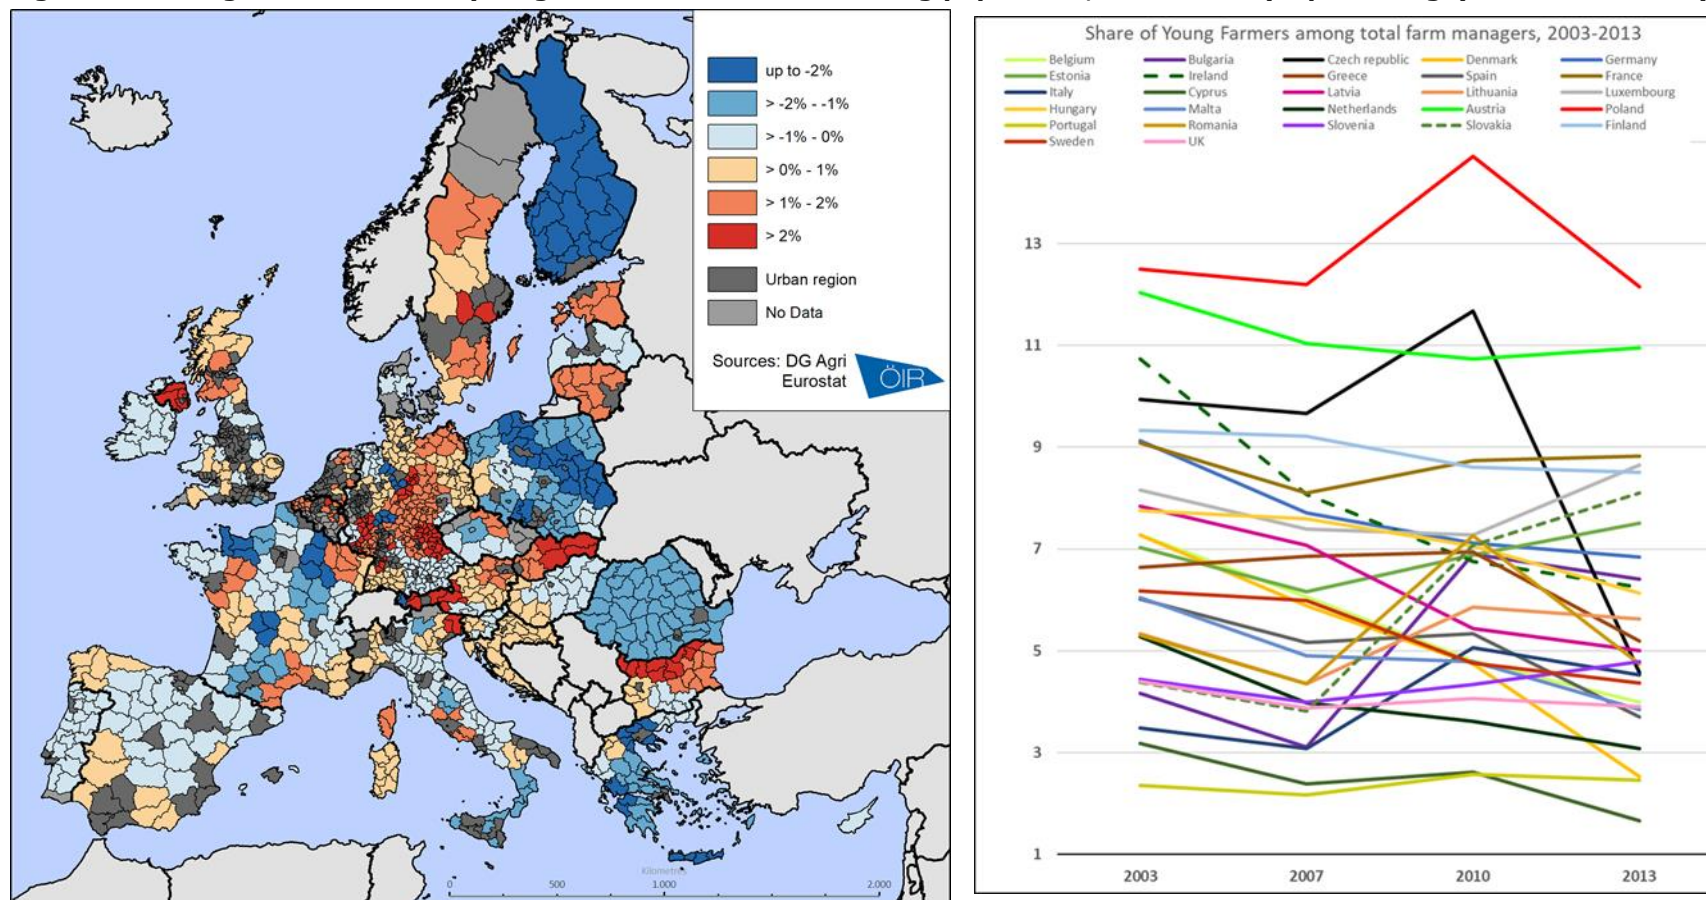 up to -2%
> -2% - -1%
> -1% - 0%
> 0% - 1%
> 1% - 2%
> 2%
Urban region
No Data
Sources: DG Agri
Eurostat
ÖIR
Kilometres
0 500 1.000 2.000
Share of Young Farmers among total farm managers, 2003-2013
Belgium Bulgaria Czech republic Denmark Germany
Estonia Ireland Greece Spain France
Italy Cyprus Latvia Lithuania Luxembourg
Hungary Malta Netherlands Austria Poland
Portugal Romania Slovenia Slovakia Finland
Sweden UK
13
11
9
7
5
3
1
2003 2007 2010 2013